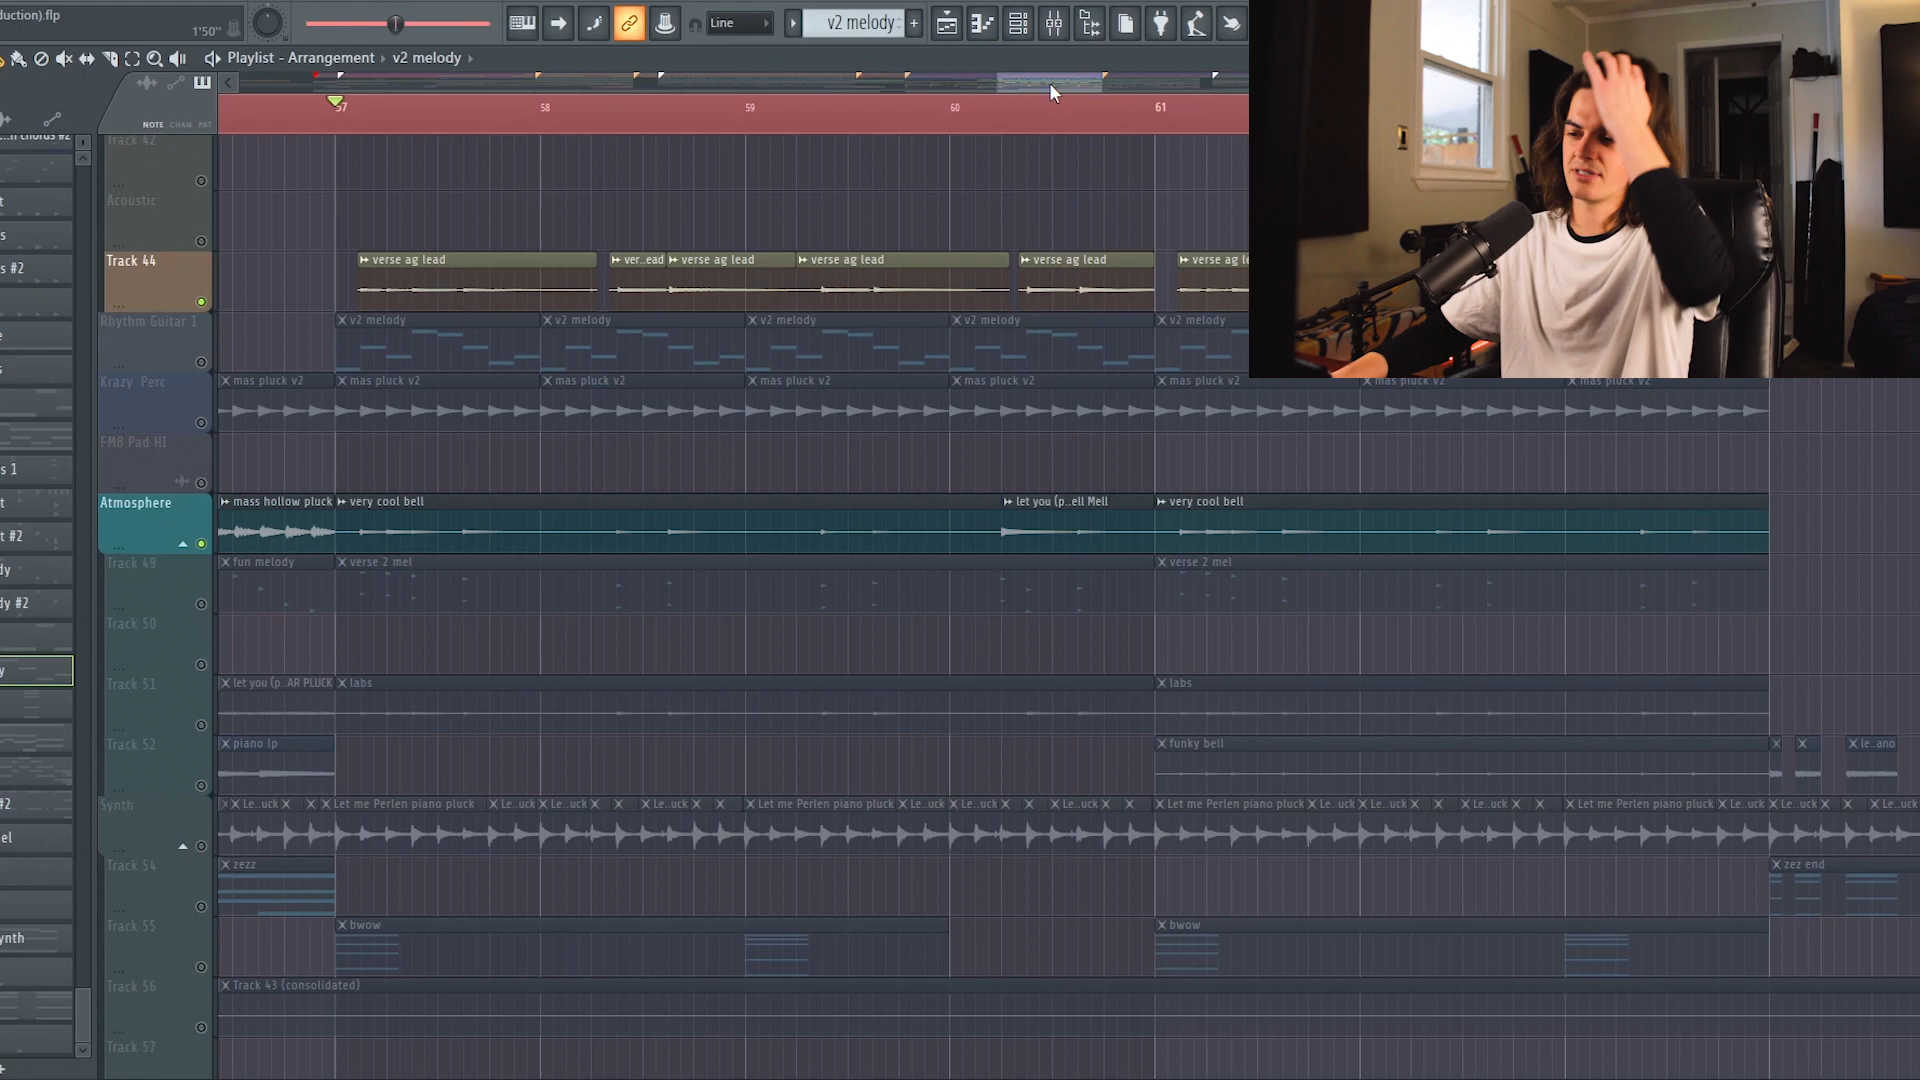 duction).flp
1'50"
Line
v2 melody
Playlist - Arrangement › v2 melody ›
NOTE CHAN PAT
57 58 59 60 61
Track 42
Acoustic
t
s
Track 44
verse ag lead ver..ead verse ag lead verse ag lead verse ag lead verse ag le
s #2
Rhythm Guitar 1
v2 melody v2 melody v2 melody v2 melody v2 melody
e
s
Krazy Perc
mas pluck v2 mas pluck v2 mas pluck v2 mas pluck v2 mas pluck v2 mas pluck v2 mas pluck v2 mas pluck v2
FM8 Pad HI
s 1
Atmosphere
mass hollow pluck very cool bell let you (p..ell Mell very cool bell
t
t #2
Track 49
fun melody verse 2 mel verse 2 mel
dy
dy #2
Track 50
y
Track 51
let you (p..AR PLUCK labs labs
Track 52
piano lp funky bell le..ano
Synth
Le..uck Let me Perlen piano pluck Le..uck Le..uck Le..uck Let me Perlen piano pluck Le..uck Le..uck Le..uck Let me Perlen piano pluck Le..uck Le..uck Le..uck Let me Perlen piano pluck Le..uck Le..uck Le..uck
#2
el
Track 54
zezz zez end
Track 55
bwow bwow
ynth
Track 56
Track 43 (consolidated)
Track 57